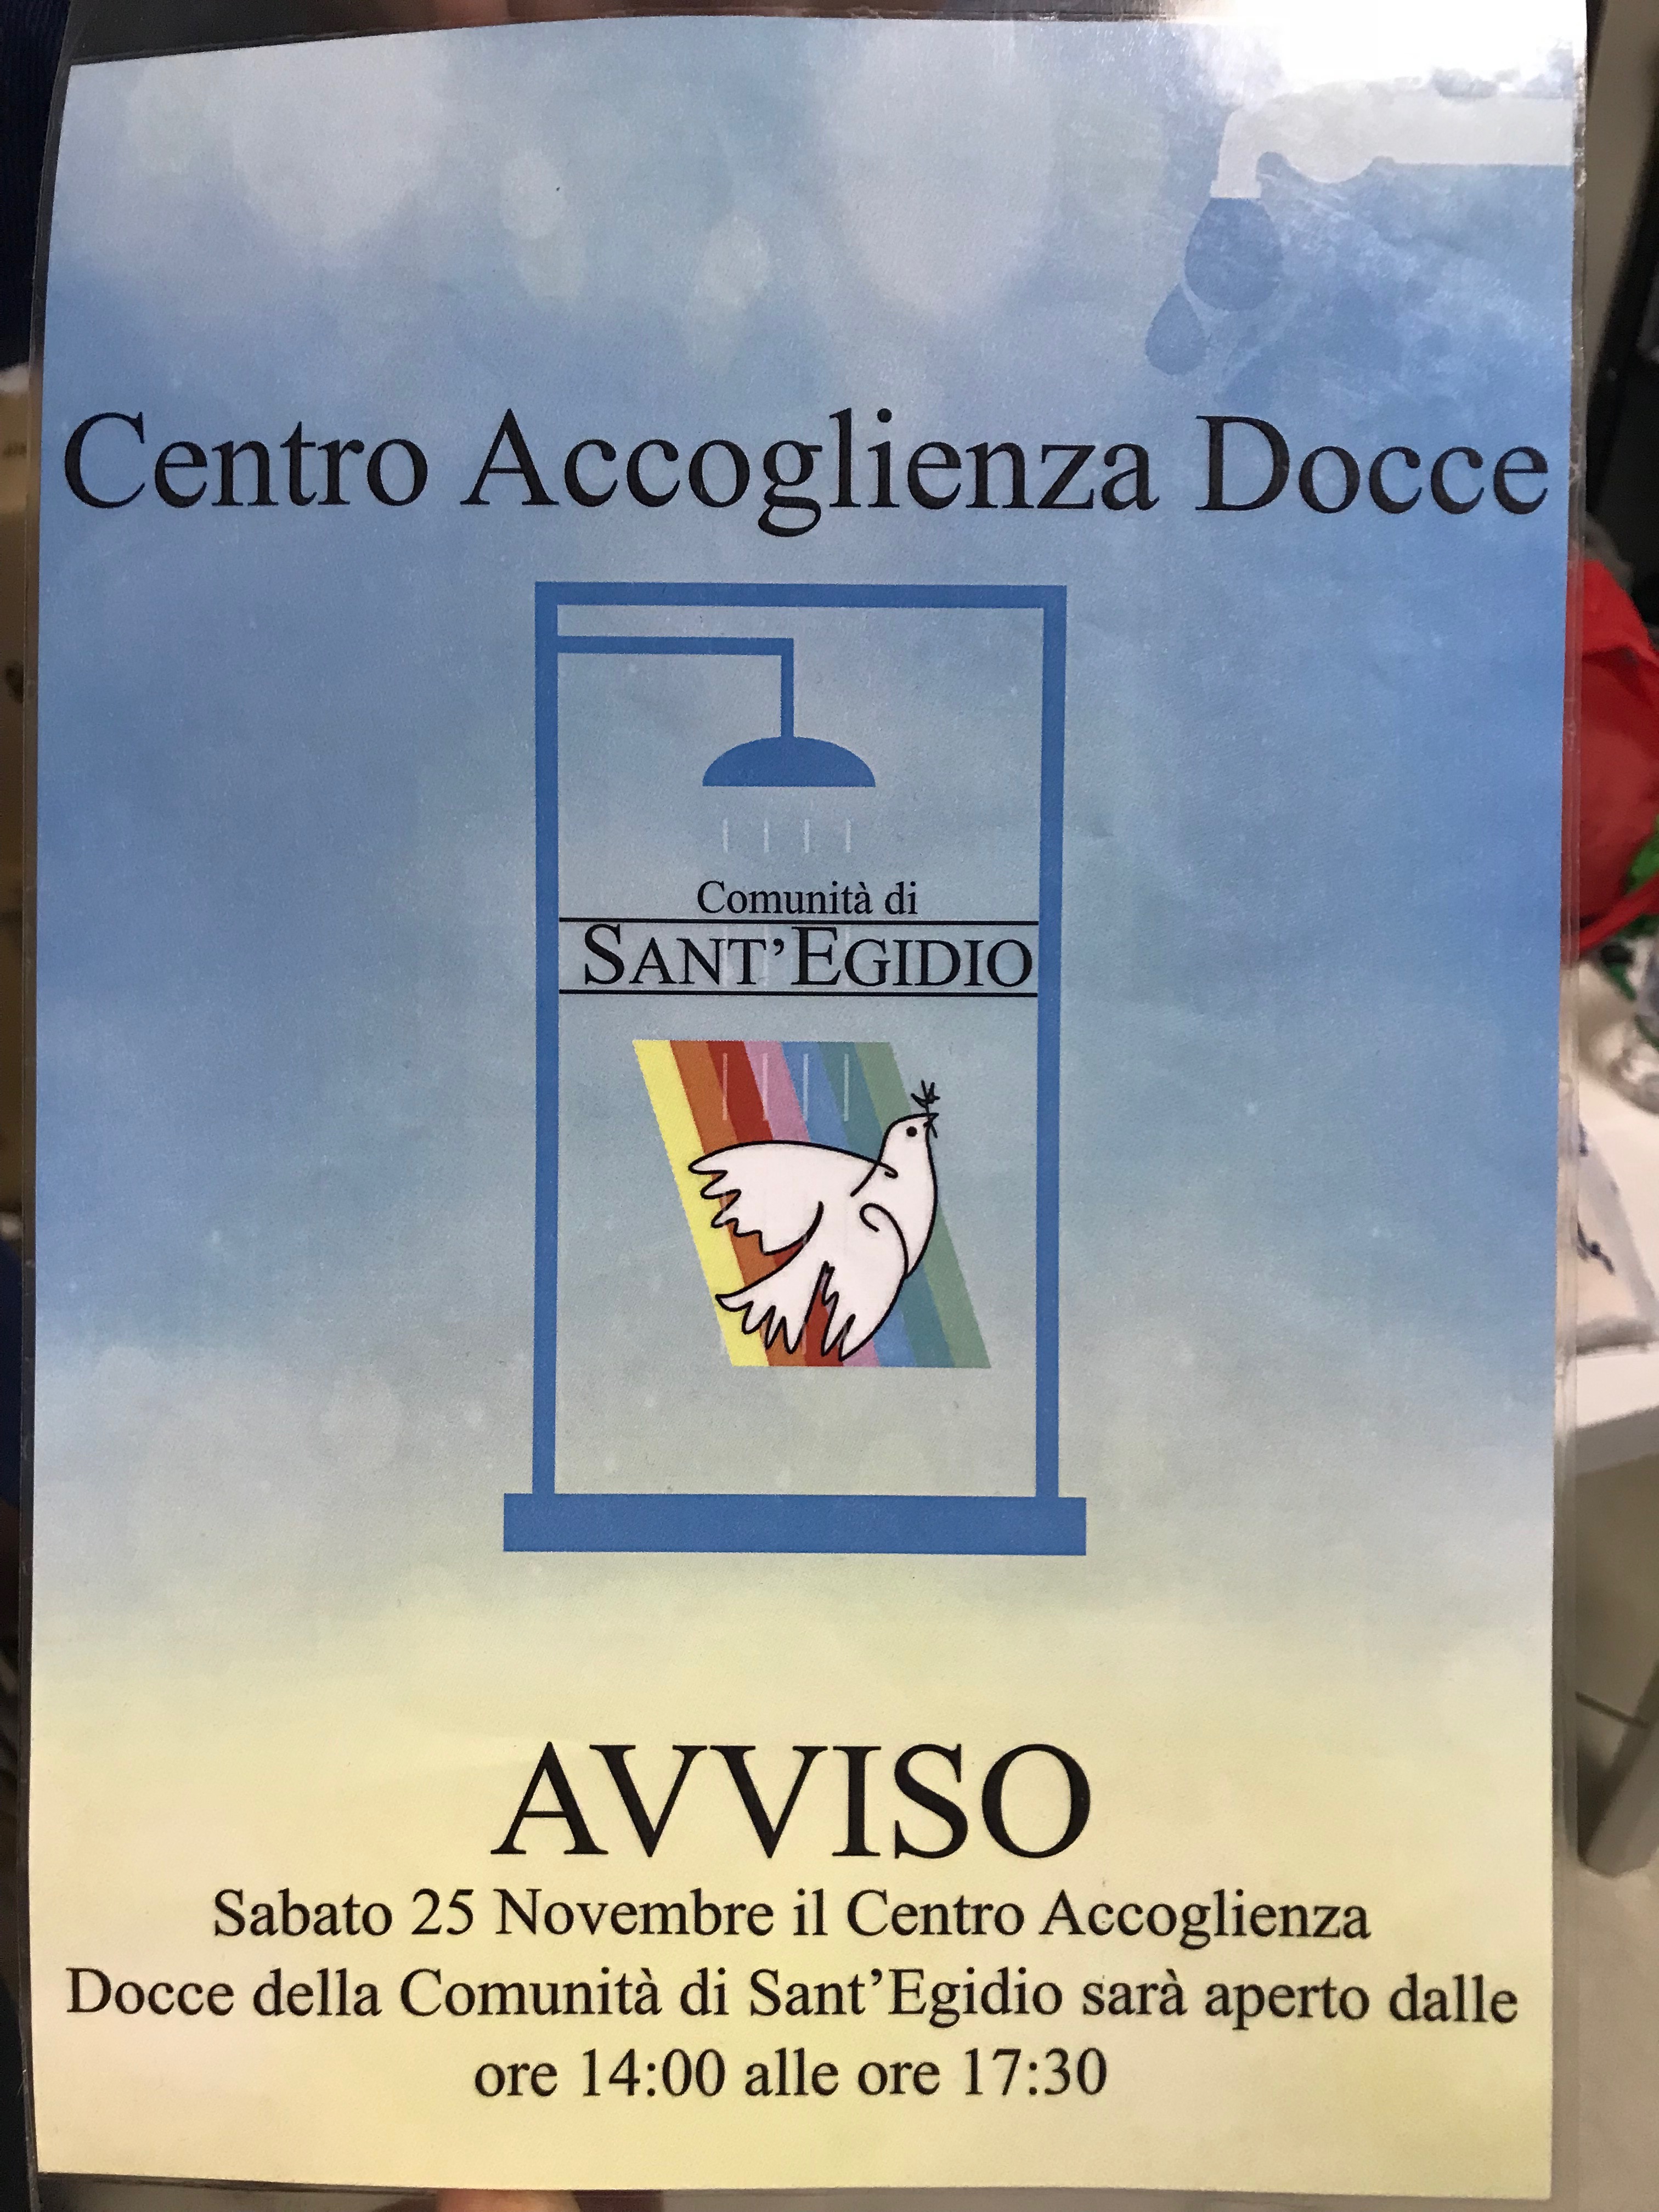 Centro Accoglienza Docce
Comunità di
SANT'EGIDIO
AVVISO
Sabato 25 Novembre il Centro Accoglienza
Docce della Comunità di Sant'Egidio sarà aperto dalle
ore 14:00 alle ore 17:30